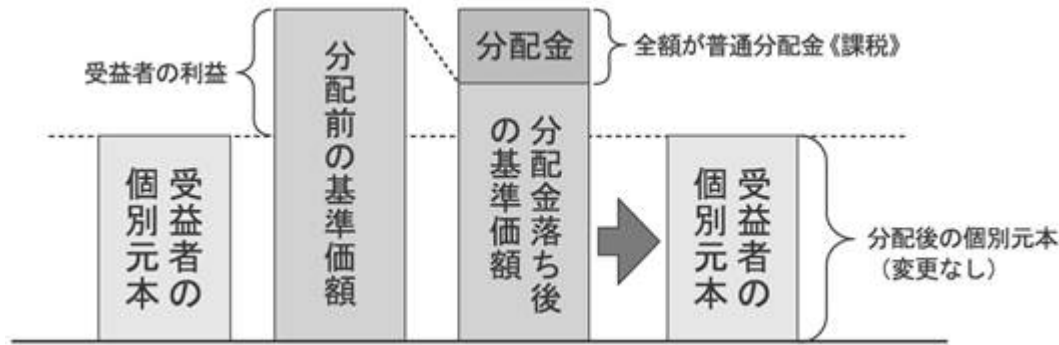 受益者の利益
受益者の
個別元本
分配前の基準価額
分配金
全額が普通分配金《課税》
分配金落ち後
の基準価額
受益者の
個別元本
分配後の個別元本
（変更なし）